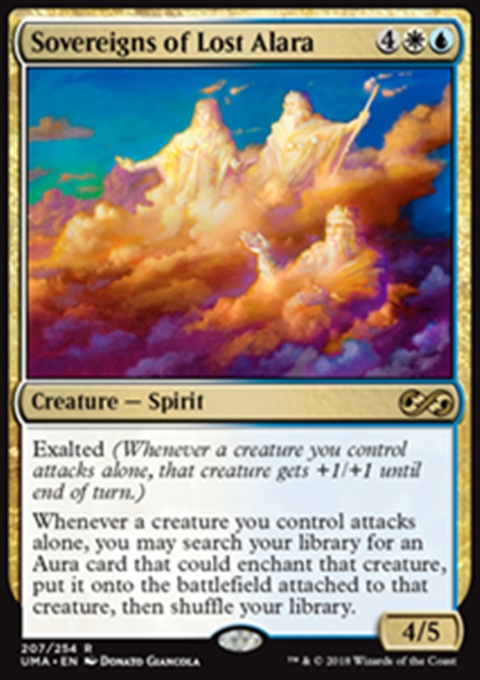 Sovereigns of Lost Alara 4
Creature — Spirit
Exalted (Whenever a creature you control
attacks alone, that creature gets +1/+1 until
end of turn.)
Whenever a creature you control attacks
alone, you may search your library for an
Aura card that could enchant that creature,
put it onto the battlefield attached to that
creature, then shuffle your library.
4/5
207/254 R
UMA • EN Donato Giancola
™ & © 2018 Wizards of the Coast